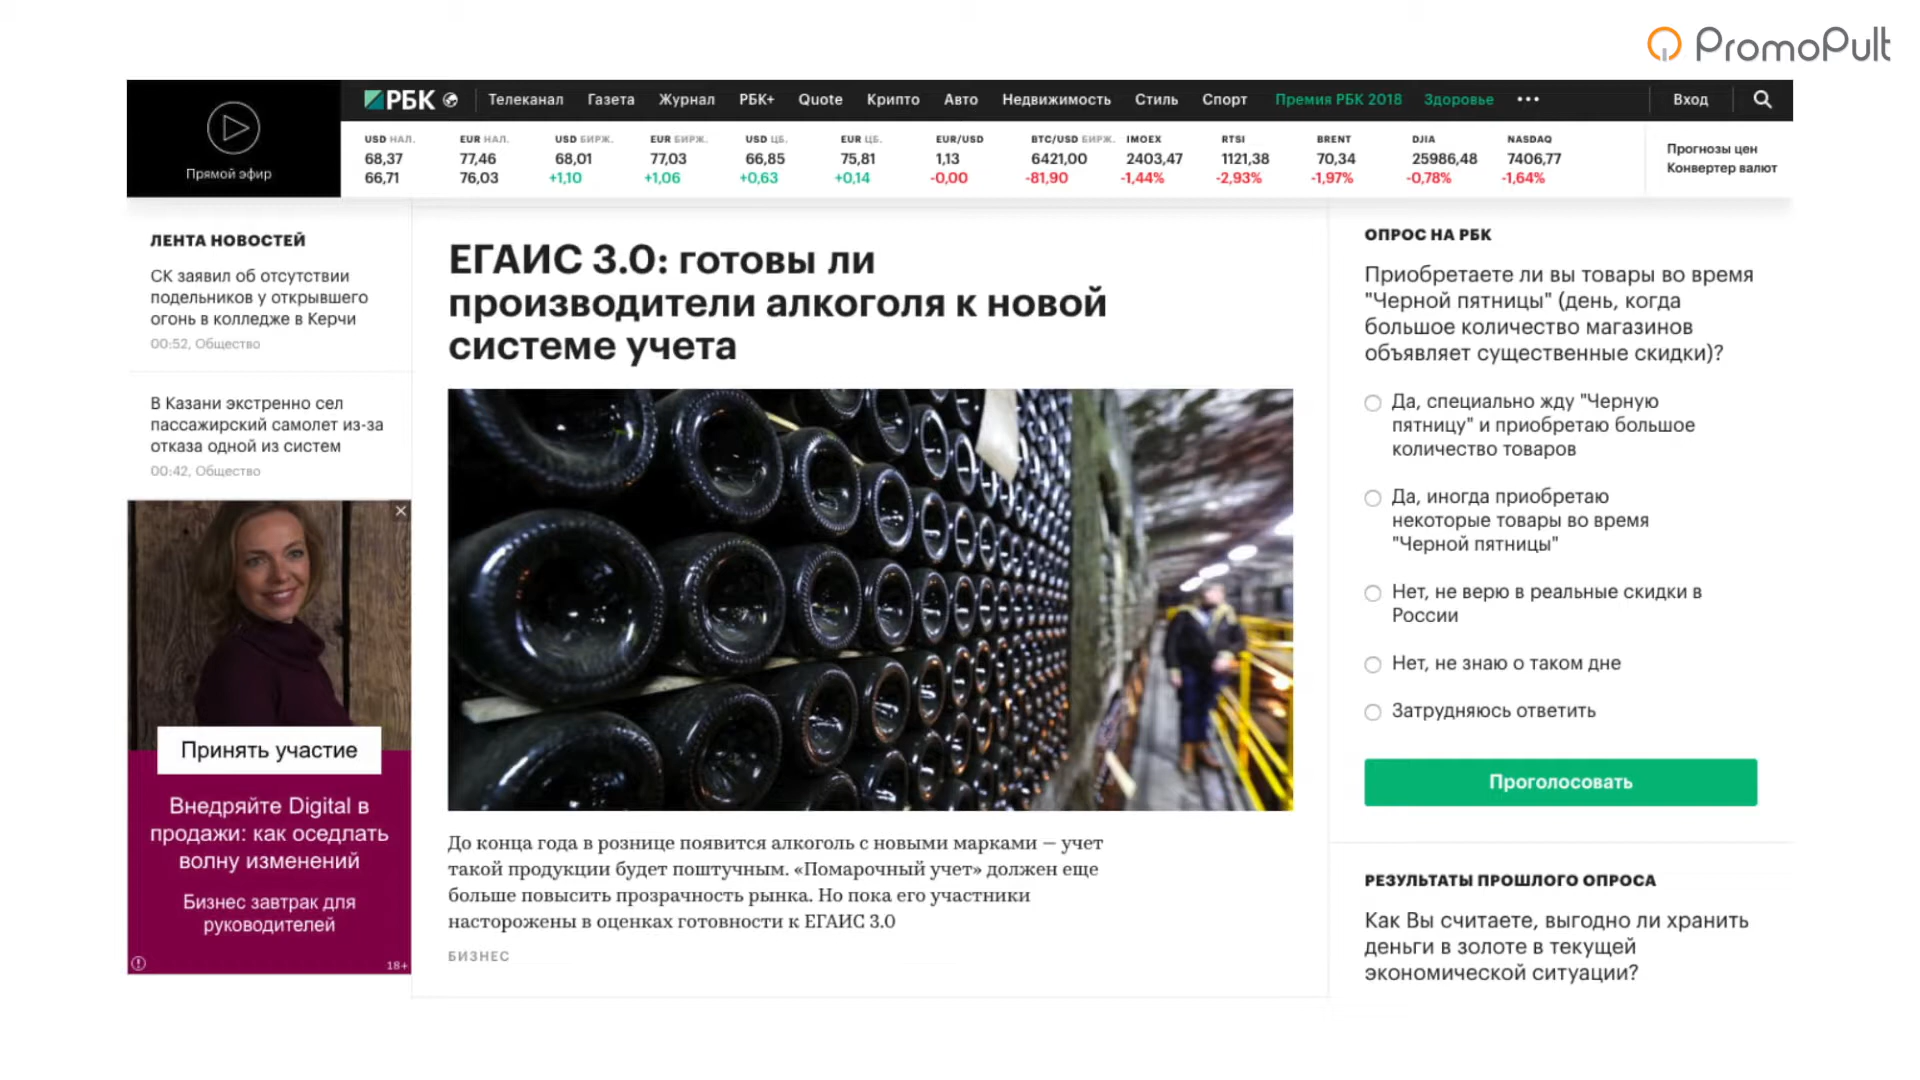 PromoPult
РБК
Телеканал Газета Журнал РБК+ Quote Крипто Авто Недвижимость Стиль Спорт Премия РБК 2018 Здоровье •••
Вход
Прямой эфир
USD НАЛ. EUR НАЛ. USD БИРЖ. EUR БИРЖ. USD ЦБ. EUR ЦБ. EUR/USD BTC/USD БИРЖ. IMOEX RTSI BRENT DJIA NASDAQ
68,37 77,46 68,01 77,03 66,85 75,81 1,13 6421,00 2403,47 1121,38 70,34 25986,48 7406,77
66,71 76,03 +1,10 +1,06 +0,63 +0,14 -0,00 -81,90 -1,44% -2,93% -1,97% -0,78% -1,64%
Прогнозы цен
Конвертер валют
ЛЕНТА НОВОСТЕЙ
СК заявил об отсутствии
подельников у открывшего
огонь в колледже в Керчи
00:52, Общество
В Казани экстренно сел
пассажирский самолет из-за
отказа одной из систем
00:42, Общество
Принять участие
Внедряйте Digital в
продажи: как оседлать
волну изменений
Бизнес завтрак для
руководителей
18+
ЕГАИС 3.0: готовы ли
производители алкоголя к новой
системе учета
До конца года в рознице появится алкоголь с новыми марками — учет
такой продукции будет поштучным. «Помарочный учет» должен еще
больше повысить прозрачность рынка. Но пока его участники
насторожены в оценках готовности к ЕГАИС 3.0
БИЗНЕС
ОПРОС НА РБК
Приобретаете ли вы товары во время
"Черной пятницы" (день, когда
большое количество магазинов
объявляет существенные скидки)?
Да, специально жду "Черную
пятницу" и приобретаю большое
количество товаров
Да, иногда приобретаю
некоторые товары во время
"Черной пятницы"
Нет, не верю в реальные скидки в
России
Нет, не знаю о таком дне
Затрудняюсь ответить
Проголосовать
РЕЗУЛЬТАТЫ ПРОШЛОГО ОПРОСА
Как Вы считаете, выгодно ли хранить
деньги в золоте в текущей
экономической ситуации?